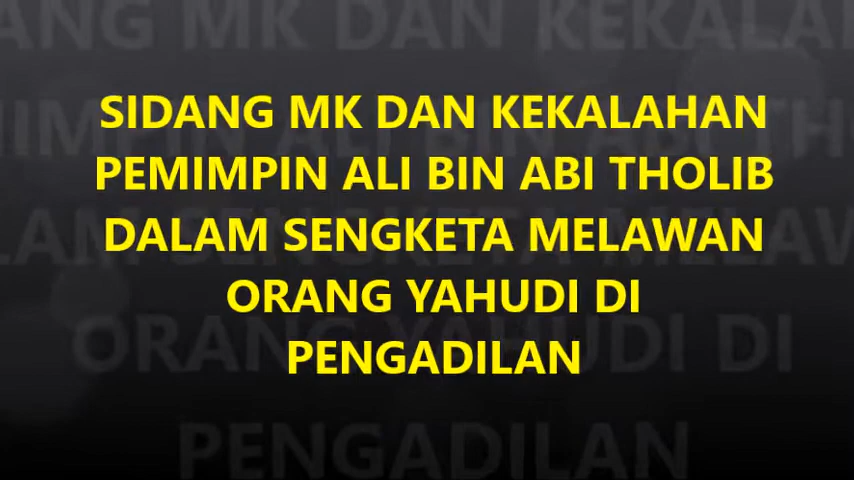 SIDANG MK DAN KEKALAHAN
PEMIMPIN ALI BIN ABI THOLIB
DALAM SENGKETA MELAWAN
ORANG YAHUDI DI
PENGADILAN